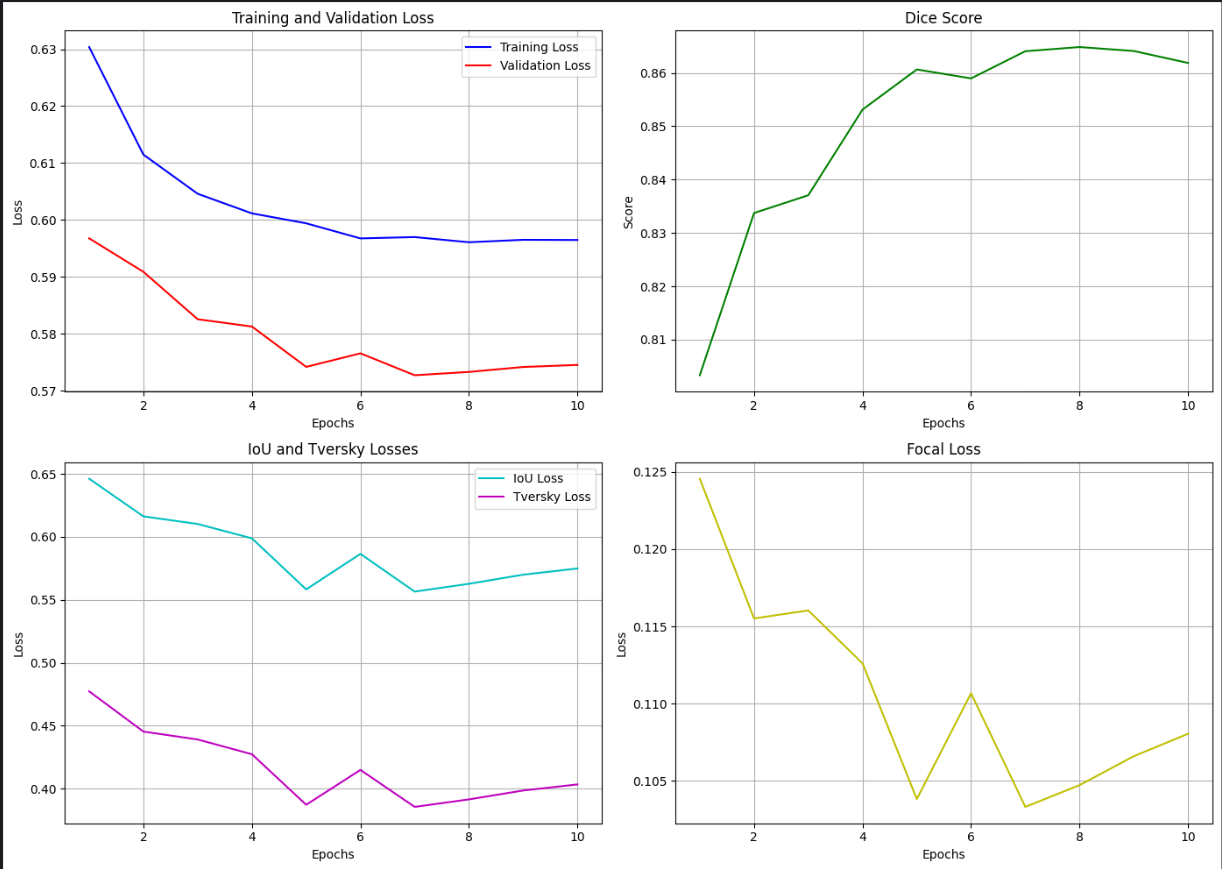 Training and Validation Loss
Training Loss
Validation Loss
0.63
0.62
0.61
0.60
0.59
0.58
0.57
Loss
2 4 6 8 10
Epochs
Dice Score
0.86
0.85
0.84
0.83
0.82
0.81
Score
2 4 6 8 10
Epochs
IoU and Tversky Losses
IoU Loss
Tversky Loss
0.65
0.60
0.55
0.50
0.45
0.40
Loss
2 4 6 8 10
Epochs
Focal Loss
0.125
0.120
0.115
0.110
0.105
Loss
2 4 6 8 10
Epochs